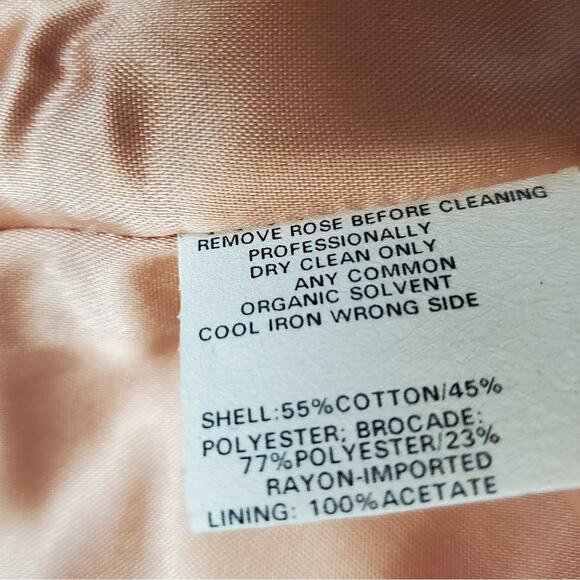 REMOVE ROSE BEFORE CLEANING
PROFESSIONALLY
DRY CLEAN ONLY
ANY COMMON
ORGANIC SOLVENT
COOL IRON WRONG SIDE
SHELL:55%COTTON/45%
POLYESTER; BROCADE:
77%POLYESTER/23%
RAYON-IMPORTED
LINING: 100%ACETATE